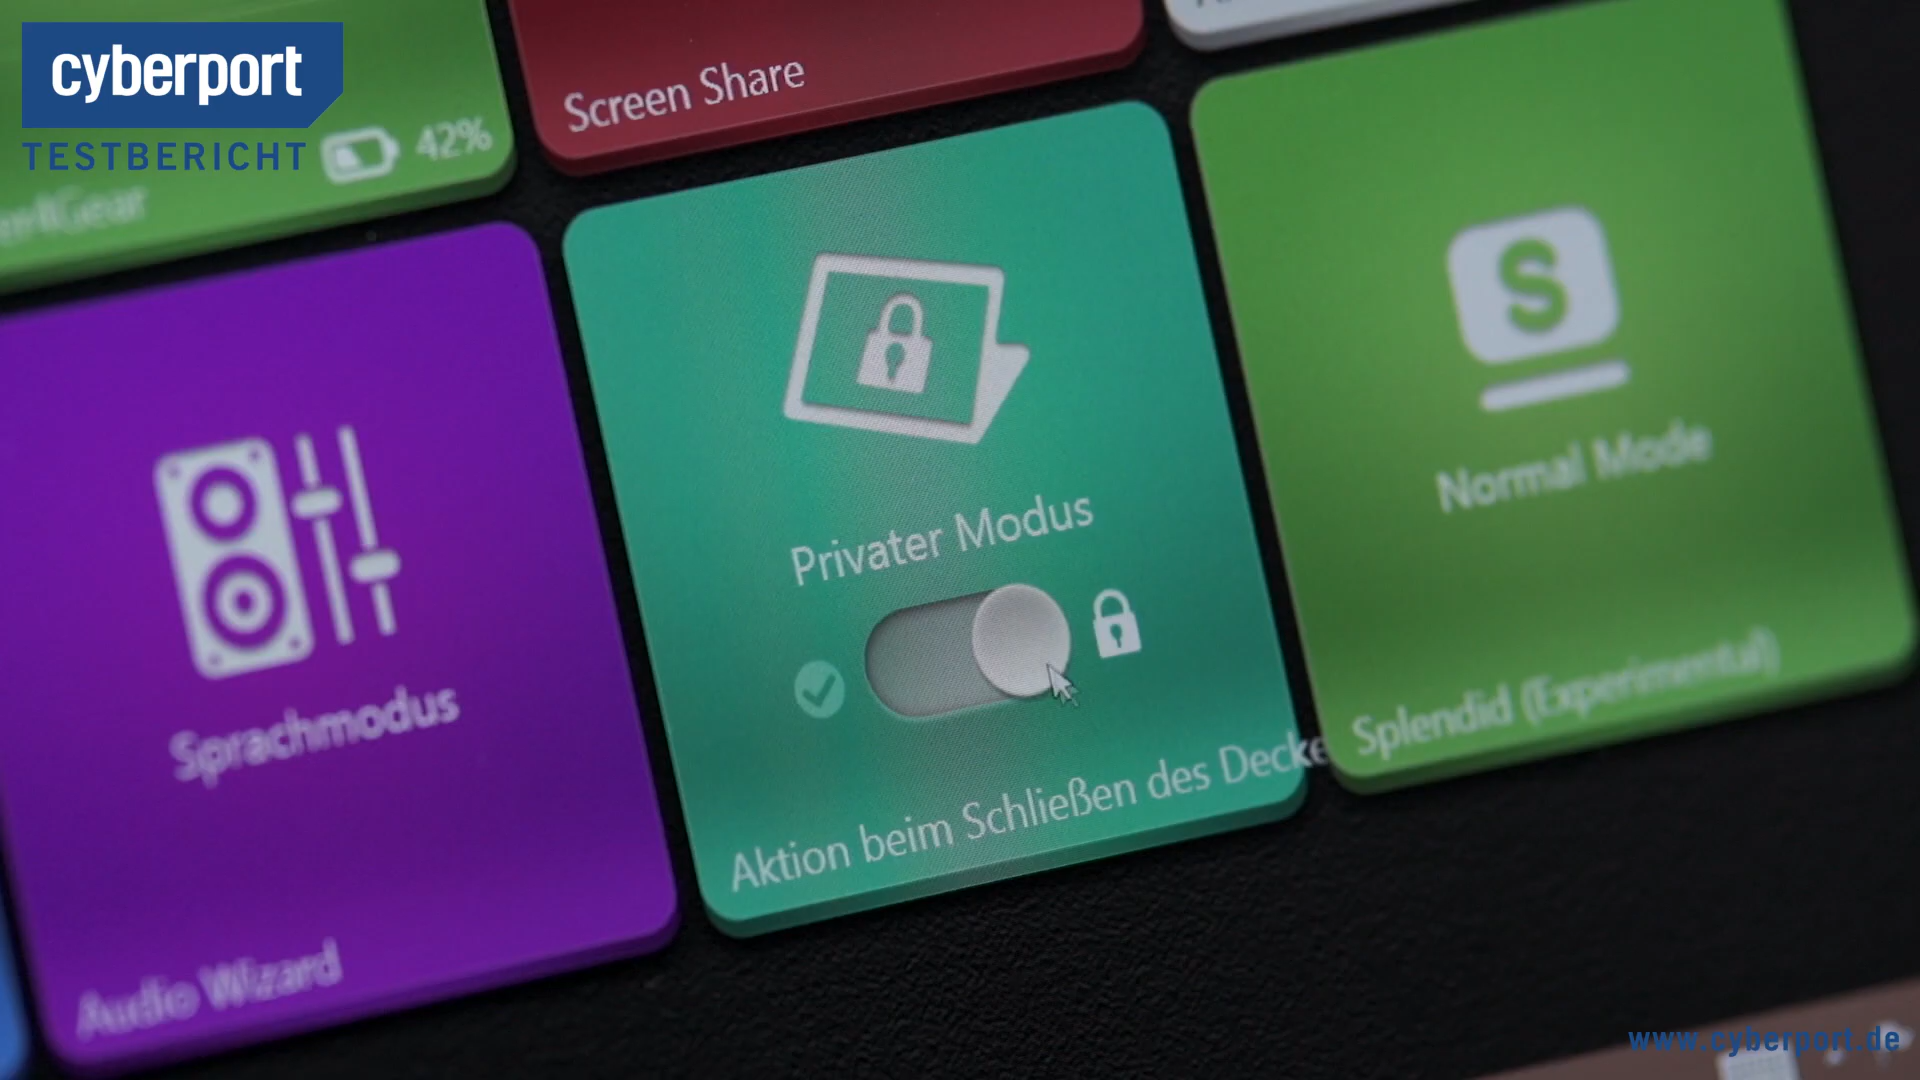 cyberport
TESTBERICHT
42%
Screen Share
Privater Modus
Aktion beim Schließen des Decke
S
Normal Mode
Splendid (Experimental)
Sprachmodus
Audio Wizard
www.cyberport.de